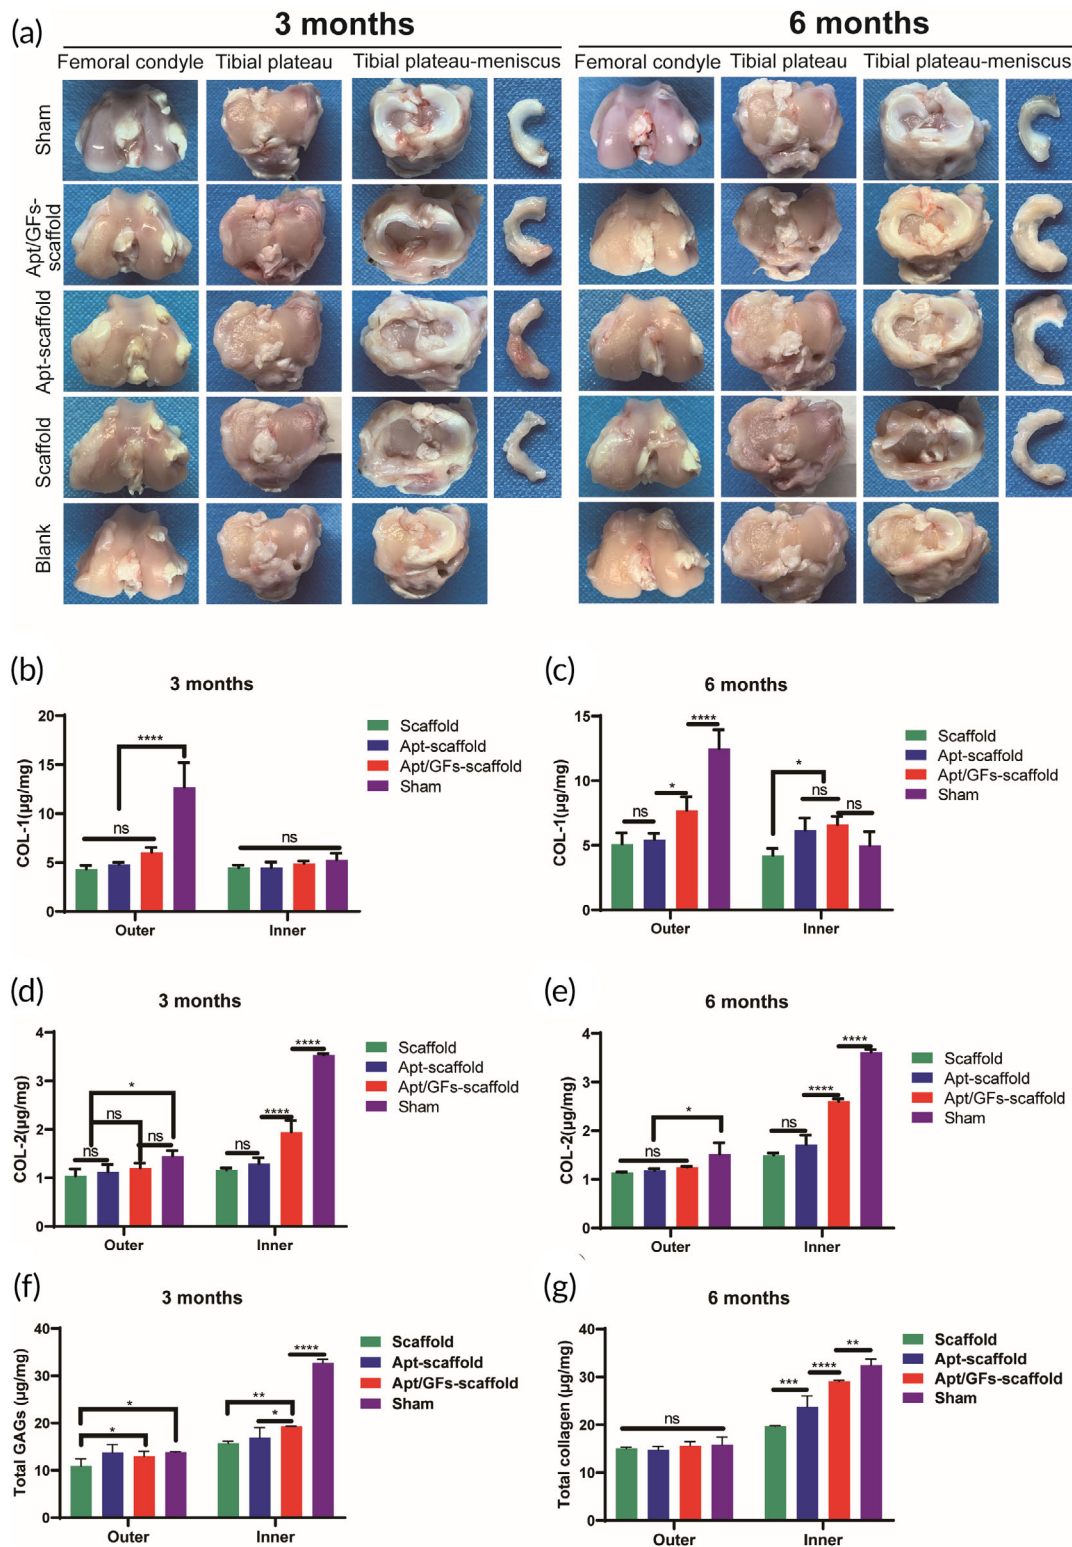 (a)
3 months
6 months
Femoral condyle Tibial plateau Tibial plateau-meniscus
Femoral condyle Tibial plateau Tibial plateau-meniscus
Sham
Apt/GFs-
scaffold
Apt-scaffold
Scaffold
Blank
(b)
3 months
COL-1(μg/mg)
20
15
10
5
0
ns
****
ns
Outer
Inner
Scaffold
Apt-scaffold
Apt/GFs-scaffold
Sham
(c)
6 months
COL-1(μg/mg)
15
10
5
0
ns
*
****
*
ns
ns
Outer
Inner
Scaffold
Apt-scaffold
Apt/GFs-scaffold
Sham
(d)
3 months
COL-2(μg/mg)
4
3
2
1
0
*
ns
ns
ns
ns
****
****
Outer
Inner
Scaffold
Apt-scaffold
Apt/GFs-scaffold
Sham
(e)
6 months
COL-2(μg/mg)
4
3
2
1
0
ns
*
ns
****
****
Outer
Inner
Scaffold
Apt-scaffold
Apt/GFs-scaffold
Sham
(f)
3 months
Total GAGs (μg/mg)
40
30
20
10
0
*
*
**
*
****
Outer
Inner
Scaffold
Apt-scaffold
Apt/GFs-scaffold
Sham
(g)
6 months
Total collagen (μg/mg)
40
30
20
10
0
ns
***
****
**
Outer
Inner
Scaffold
Apt-scaffold
Apt/GFs-scaffold
Sham